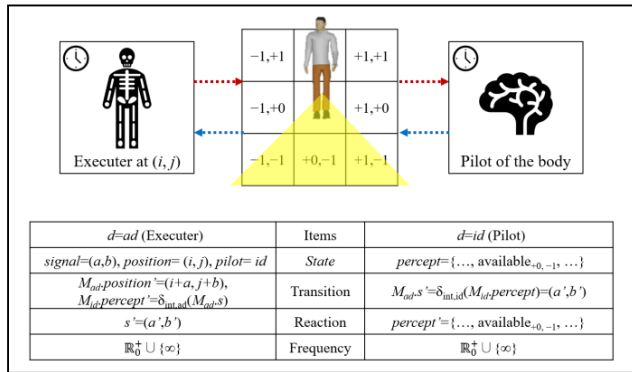 −1,+1
+1,+1
−1,+0
+1,+0
−1,−1
+0,−1
+1,−1
Executer at (i, j)
Pilot of the body
d=ad (Executer) Items d=id (Pilot)
signal=(a,b), position= (i, j), pilot= id State percept={…, available+0, −1, …}
Mad.position’=(i+a, j+b),
Mid.percept’=δint,ad(Mad.s) Transition Mad.s’=δint,id(Mid.percept)=(a’,b’)
s’=(a’,b’) Reaction percept’={…, available+0, −1, …}
ℝ₀⁺ ∪ {∞} Frequency ℝ₀⁺ ∪ {∞}